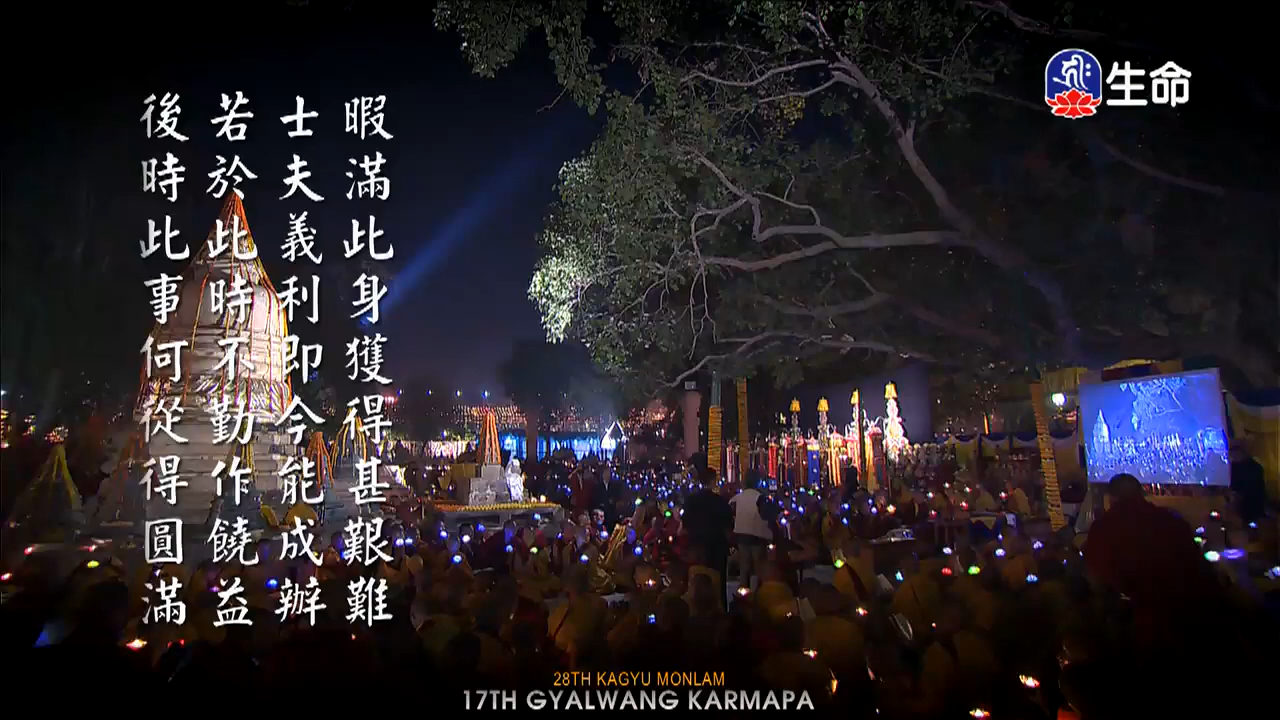 暇滿此身獲得甚艱難
士夫義利即今能成辦
若於此時不勤作饒益
後時此事何從得圓滿
生命
28TH KAGYU MONLAM
17TH GYALWANG KARMAPA